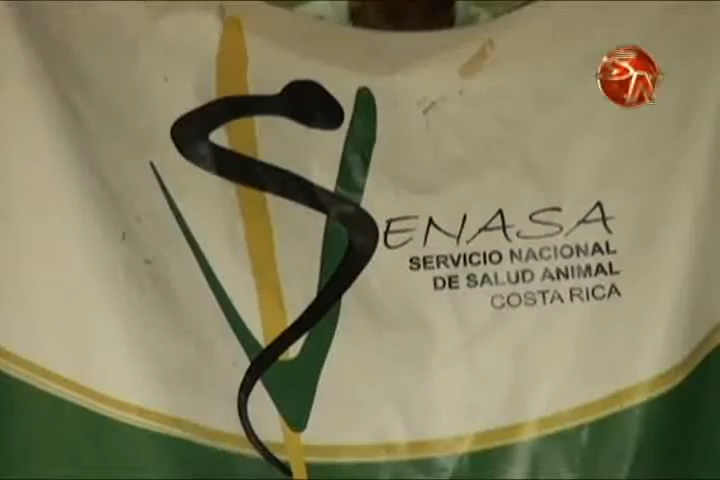 SENASA
SERVICIO NACIONAL
DE SALUD ANIMAL
COSTA RICA